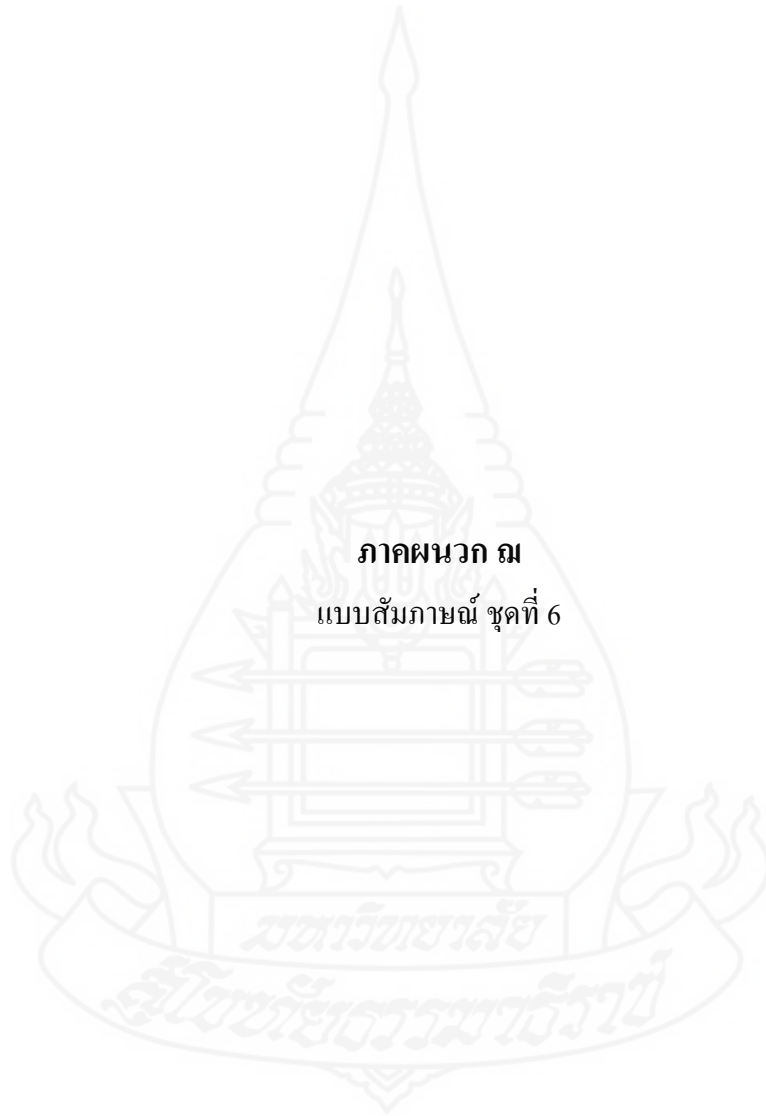 ภาคผนวก ฌ
แบบสัมภาษณ์ ชุดที่ 6
มหาวิทยาลัย
สุโขทัยธรรมาธิราช